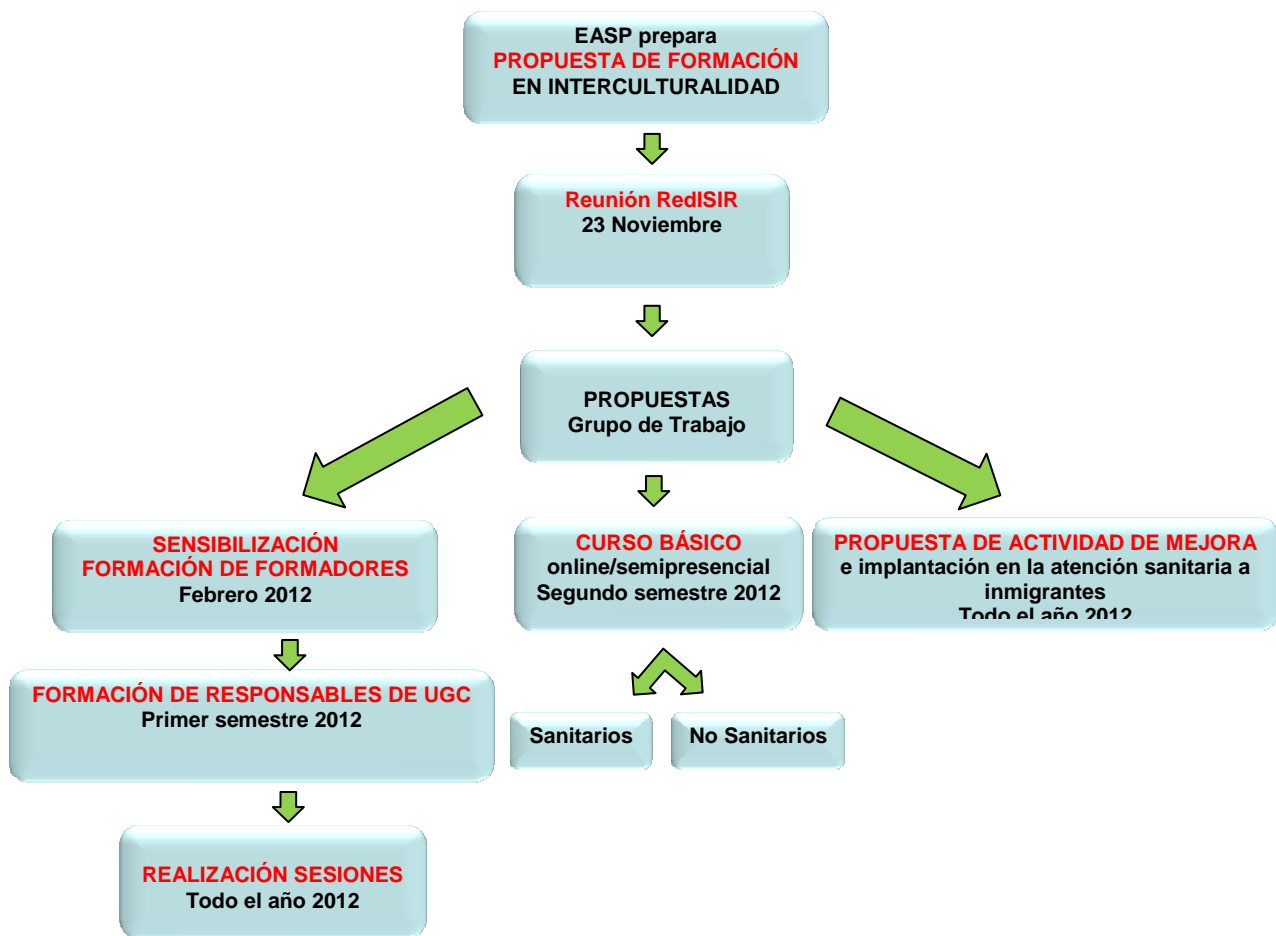 EASP prepara
PROPUESTA DE FORMACIÓN
EN INTERCULTURALIDAD
Reunión RedISIR
23 Noviembre
PROPUESTAS
Grupo de Trabajo
SENSIBILIZACIÓN
FORMACIÓN DE FORMADORES
Febrero 2012
CURSO BÁSICO
online/semipresencial
Segundo semestre 2012
PROPUESTA DE ACTIVIDAD DE MEJORA
e implantación en la atención sanitaria a
inmigrantes
Todo el año 2012
FORMACIÓN DE RESPONSABLES DE UGC
Primer semestre 2012
Sanitarios
No Sanitarios
REALIZACIÓN SESIONES
Todo el año 2012